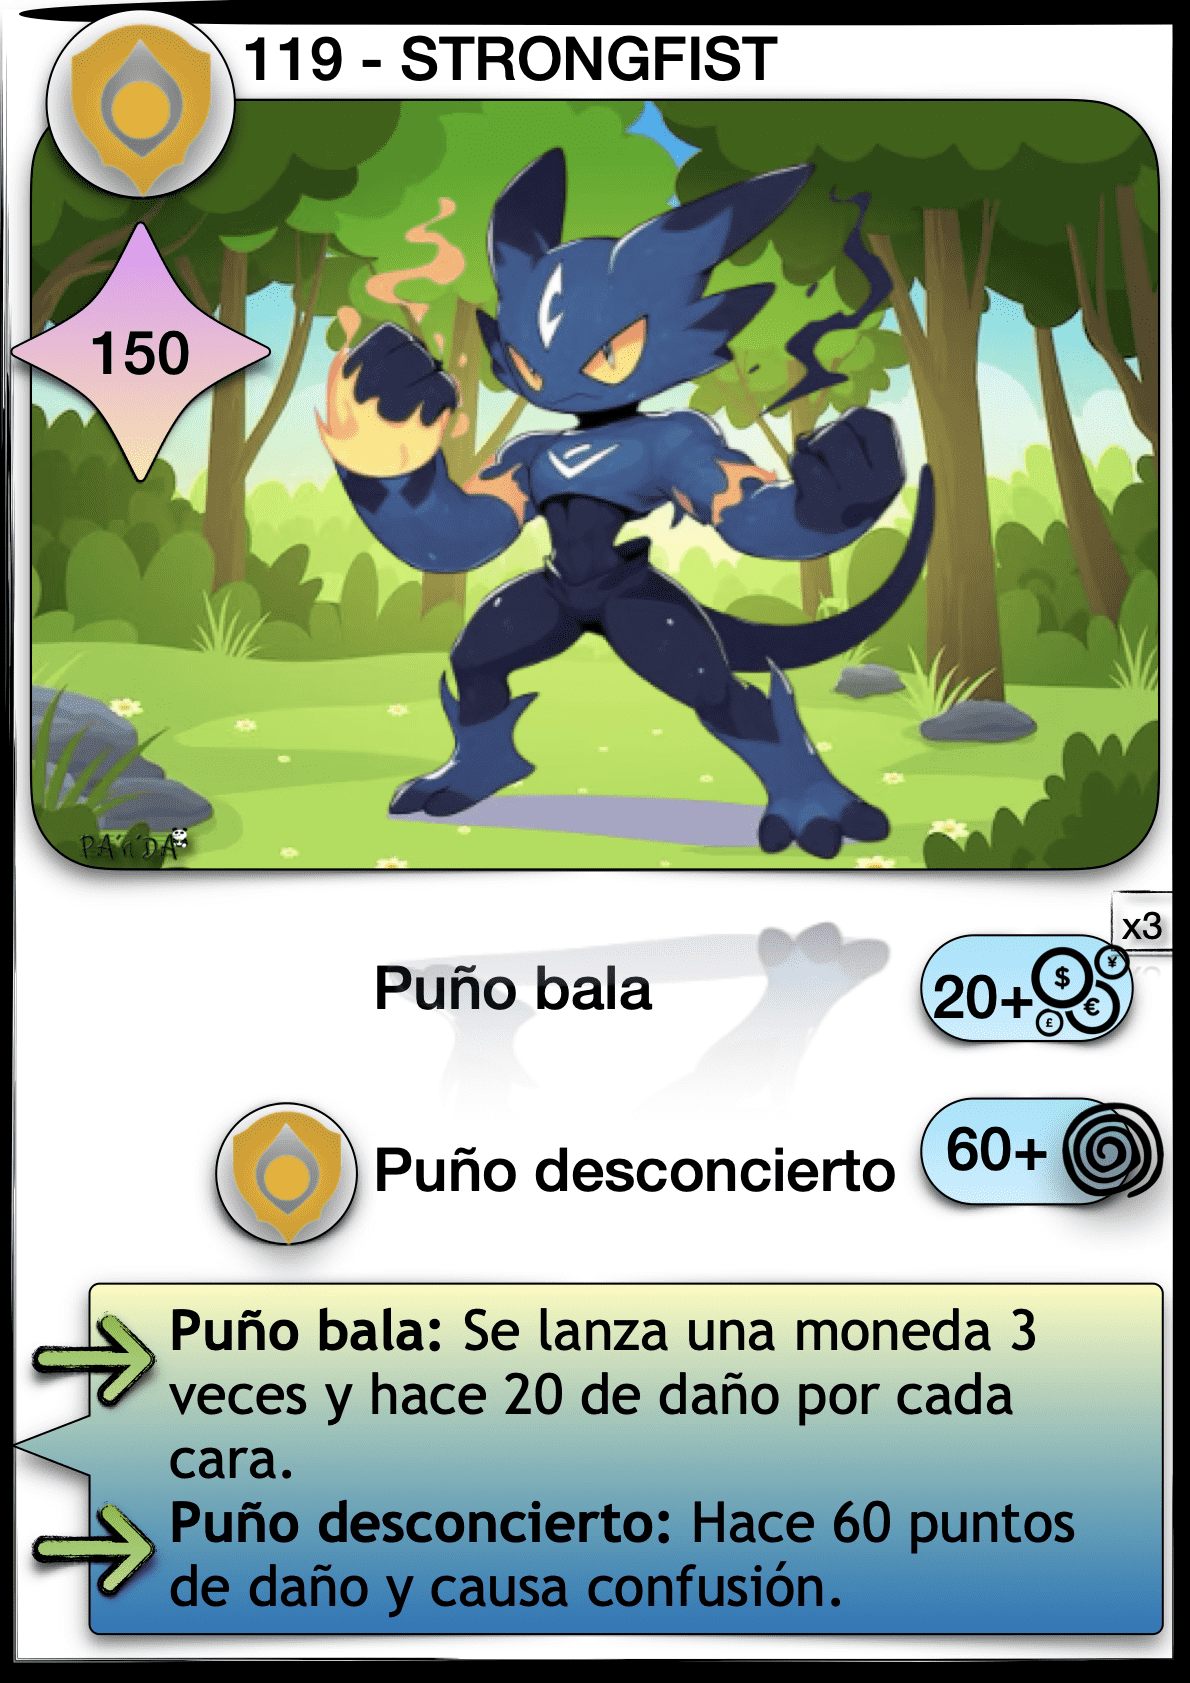 119 - STRONGFIST
150
PANDA
x3
Puño bala
20+
$
¥
€
£
Puño desconcierto
60+
Puño bala: Se lanza una moneda 3
veces y hace 20 de daño por cada
cara.
Puño desconcierto: Hace 60 puntos
de daño y causa confusión.